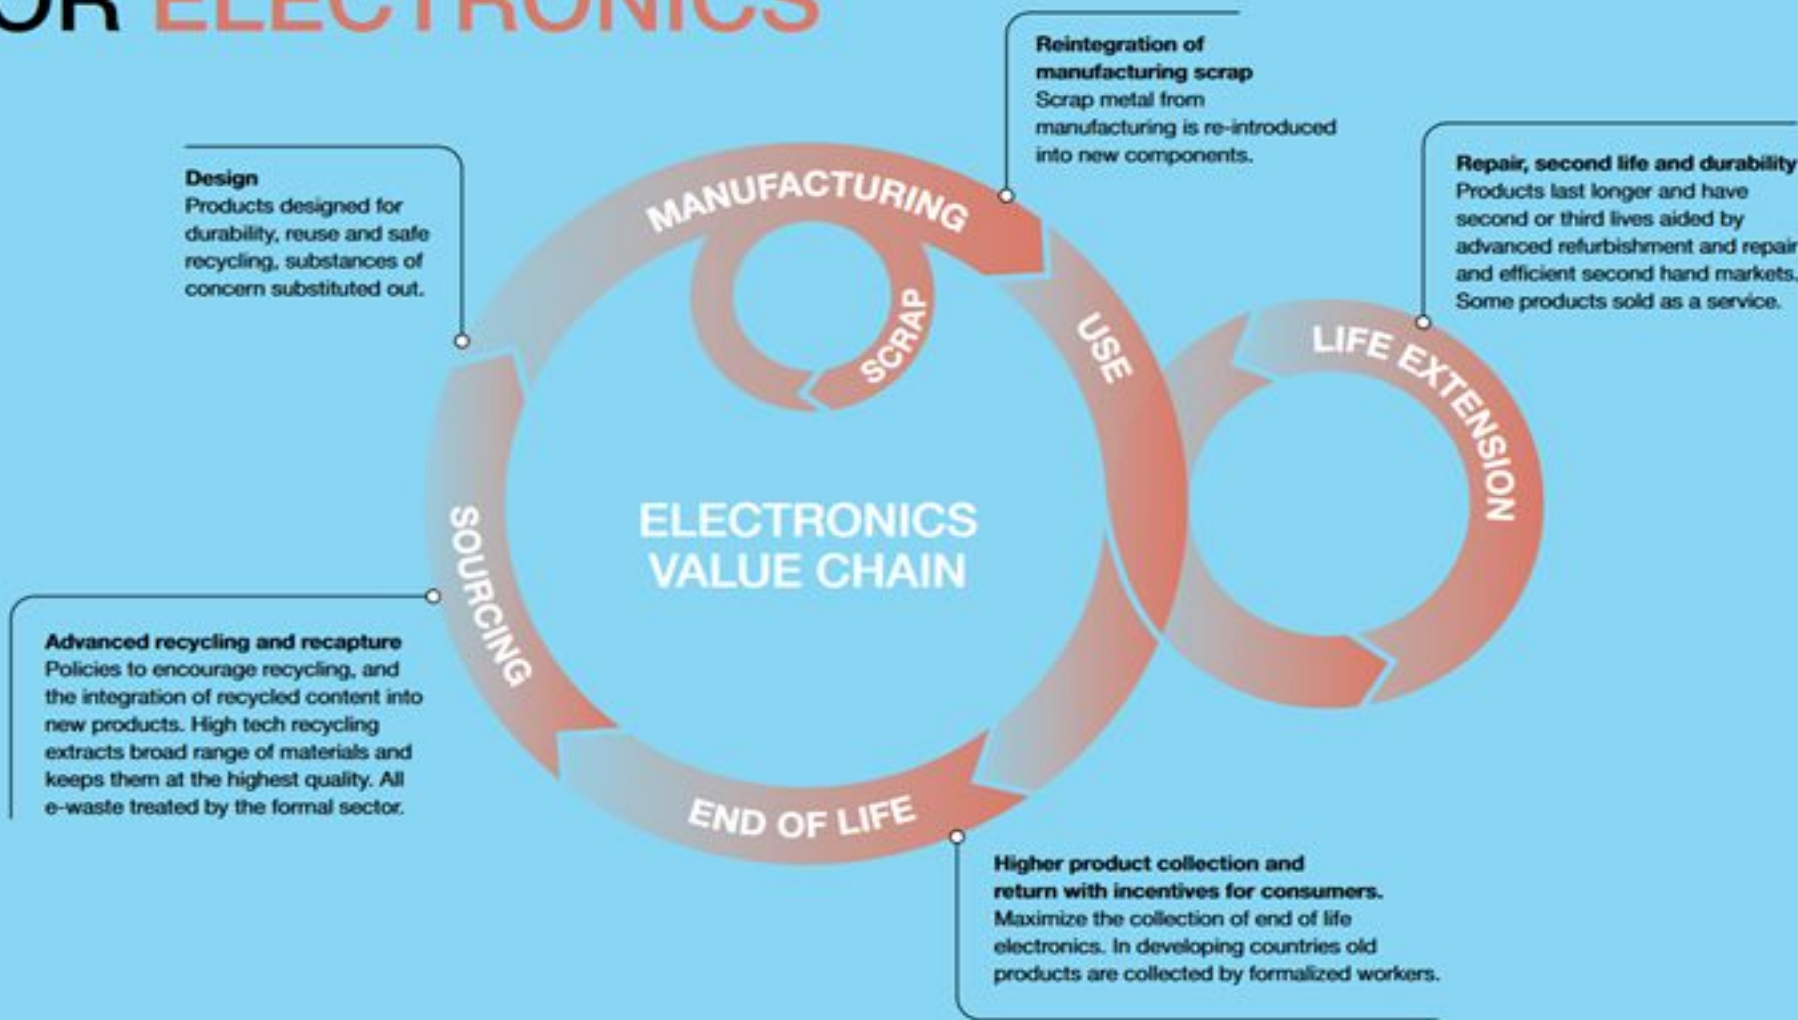 OR ELECTRONICS
Reintegration of
manufacturing scrap
Scrap metal from
manufacturing is re-introduced
into new components.
Design
Products designed for
durability, reuse and safe
recycling, substances of
concern substituted out.
Repair, second life and durability
Products last longer and have
second or third lives aided by
advanced refurbishment and repair
and efficient second hand markets.
Some products sold as a service.
MANUFACTURING
SCRAP
USE
LIFE EXTENSION
ELECTRONICS
VALUE CHAIN
SOURCING
Advanced recycling and recapture
Policies to encourage recycling, and
the integration of recycled content into
new products. High tech recycling
extracts broad range of materials and
keeps them at the highest quality. All
e-waste treated by the formal sector.
END OF LIFE
Higher product collection and
return with incentives for consumers.
Maximize the collection of end of life
electronics. In developing countries old
products are collected by formalized workers.